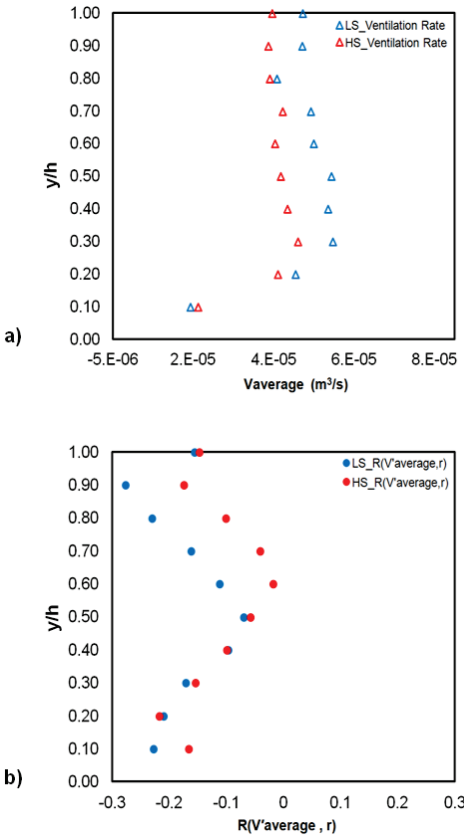 1.00
LS_Ventilation Rate
HS_Ventilation Rate
0.90
0.80
0.70
0.60
0.50
0.40
0.30
0.20
0.10
0.00
y/h
a)
-5.E-06 2.E-05 4.E-05 6.E-05 8.E-05
Vaverage (m³/s)
1.00
LS_R(V'average,r)
HS_R(V'average,r)
0.90
0.80
0.70
0.60
0.50
0.40
0.30
0.20
0.10
0.00
y/h
b)
-0.3 -0.2 -0.1 0 0.1 0.2 0.3
R(V'average , r)